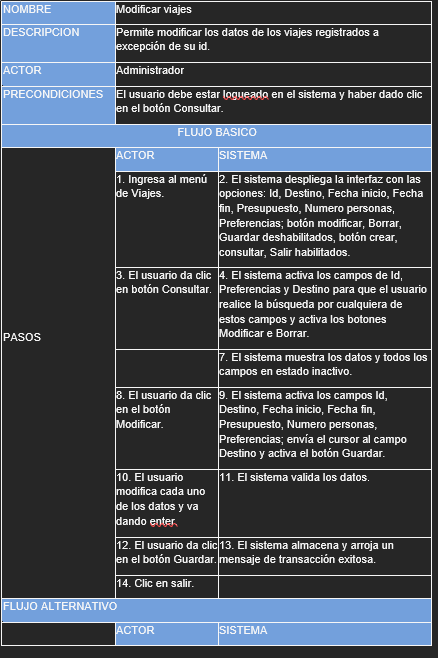 NOMBRE Modificar viajes
DESCRIPCION Permite modificar los datos de los viajes registrados a
excepción de su id.
ACTOR Administrador
PRECONDICIONES El usuario debe estar logueado en el sistema y haber dado clic
en el botón Consultar.
FLUJO BASICO
PASOS
ACTOR SISTEMA
1. Ingresa al menú
de Viajes.
2. El sistema despliega la interfaz con las
opciones: Id, Destino, Fecha inicio, Fecha
fin, Presupuesto, Numero personas,
Preferencias; botón modificar, Borrar,
Guardar deshabilitados, botón crear,
consultar, Salir habilitados.
3. El usuario da clic
en botón Consultar.
4. El sistema activa los campos de Id,
Preferencias y Destino para que el usuario
realice la búsqueda por cualquiera de
estos campos y activa los botones
Modificar e Borrar.
7. El sistema muestra los datos y todos los
campos en estado inactivo.
8. El usuario da clic
en el botón
Modificar.
9. El sistema activa los campos Id,
Destino, Fecha inicio, Fecha fin,
Presupuesto, Numero personas,
Preferencias; envía el cursor al campo
Destino y activa el botón Guardar.
10. El usuario
modifica cada uno
de los datos y va
dando enter.
11. El sistema valida los datos.
12. El usuario da clic
en el botón Guardar.
13. El sistema almacena y arroja un
mensaje de transacción exitosa.
14. Clic en salir.
FLUJO ALTERNATIVO
ACTOR SISTEMA